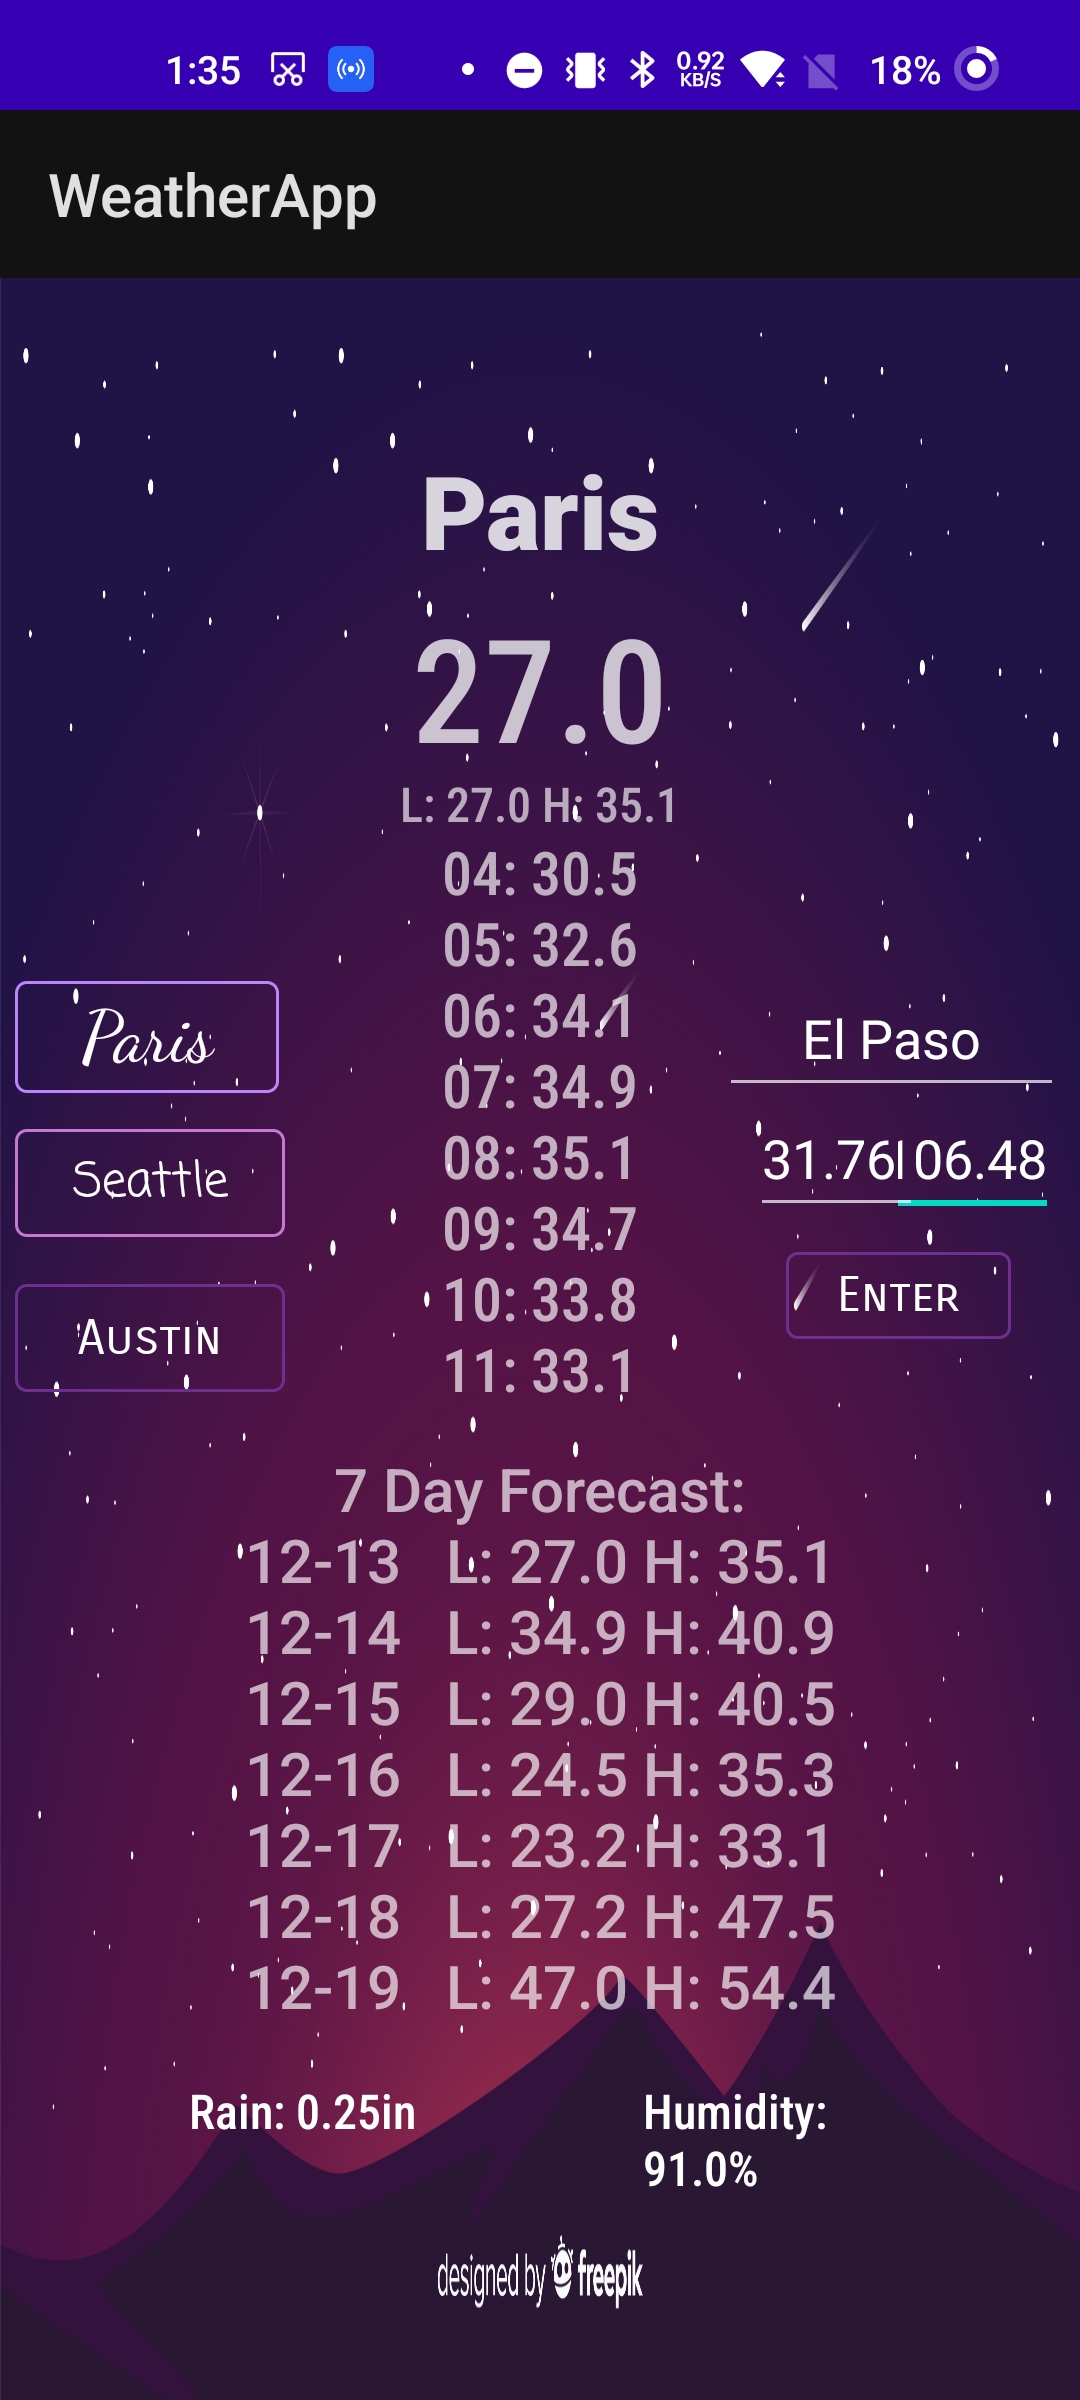 1:35
0.92
KB/S
18%
WeatherApp
Paris
27.0
L: 27.0 H: 35.1
04: 30.5
05: 32.6
06: 34.1
07: 34.9
08: 35.1
09: 34.7
10: 33.8
11: 33.1
Paris
Seattle
Austin
El Paso
31.76
06.48
Enter
7 Day Forecast:
12-13 L: 27.0 H: 35.1
12-14 L: 34.9 H: 40.9
12-15 L: 29.0 H: 40.5
12-16 L: 24.5 H: 35.3
12-17 L: 23.2 H: 33.1
12-18 L: 27.2 H: 47.5
12-19 L: 47.0 H: 54.4
Rain: 0.25in
Humidity:
91.0%
designed by freepik